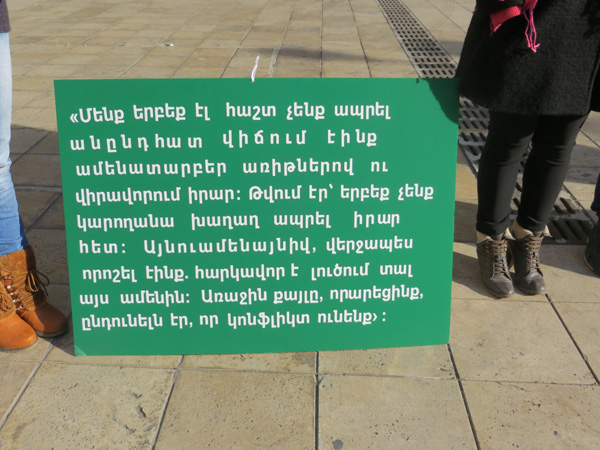 «Մենք երբեք էլ հաշտ չենք ապրել
անընդհատ վիճում էինք
ամենատարբեր առիթներով ու
վիրավորում իրար: Թվում էր՝ երբեք չենք
կարողանա խաղաղ ապրել իրար
հետ: Այնուամենայնիվ, վերջապես
որոշել էինք. հարկավոր է լուծում տալ
այս ամենին: Առաջին քայլը, որարեցինք,
ընդունելն էր, որ կոնֆլիկտ ունենք»: